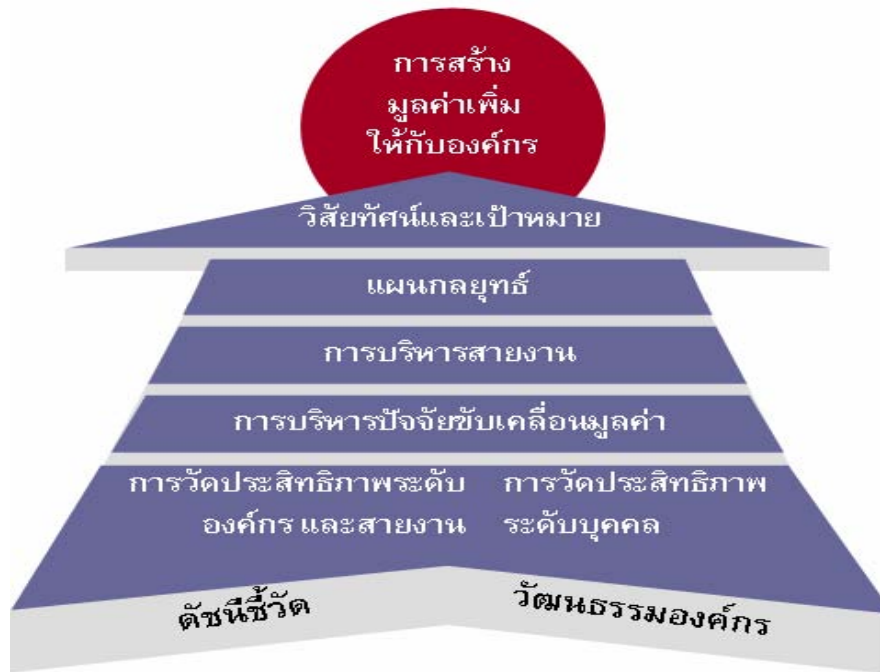 การสร้าง
มูลค่าเพิ่ม
ให้กับองค์กร
วิสัยทัศน์และเป้าหมาย
แผนกลยุทธ์
การบริหารสายงาน
การบริหารปัจจัยขับเคลื่อนมูลค่า
การวัดประสิทธิภาพระดับ
องค์กร และสายงาน
การวัดประสิทธิภาพ
ระดับบุคคล
ดัชนีชี้วัด
วัฒนธรรมองค์กร